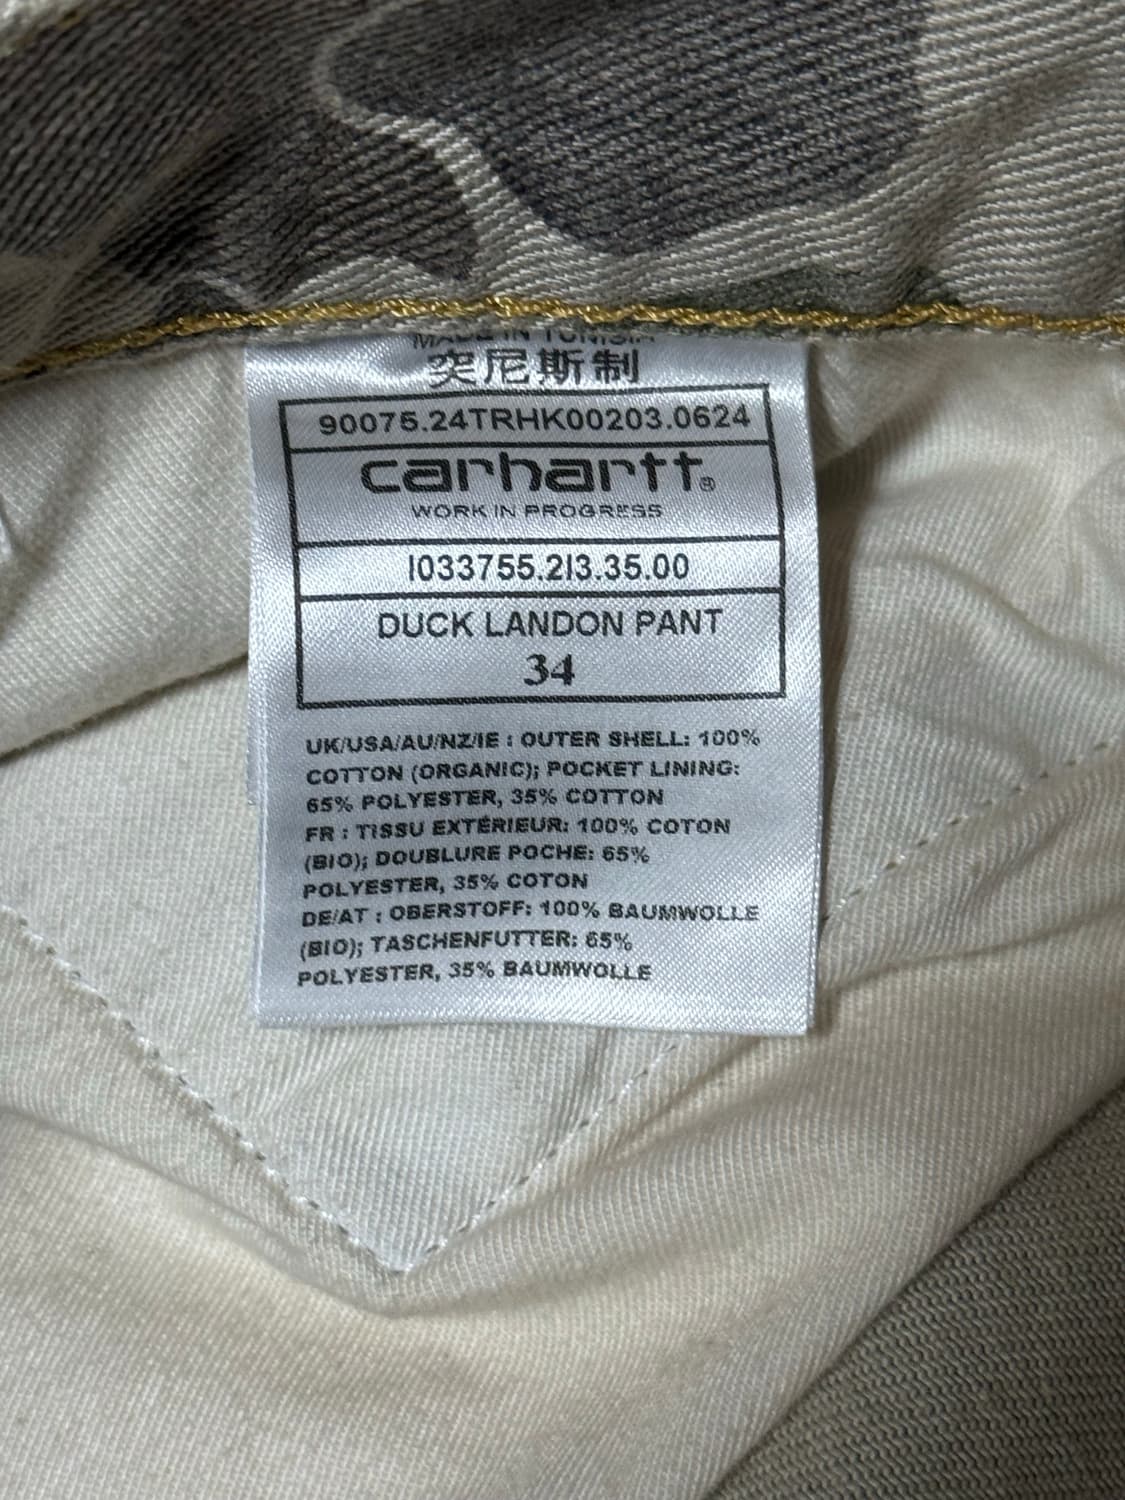 MADE IN TUNISIA
突尼斯制
90075.24TRHK00203.0624
carhartt®
WORK IN PROGRESS
I033755.2I3.35.00
DUCK LANDON PANT
34
UK/USA/AU/NZ/IE : OUTER SHELL: 100%
COTTON (ORGANIC); POCKET LINING:
65% POLYESTER, 35% COTTON
FR : TISSU EXTÉRIEUR: 100% COTON
(BIO); DOUBLURE POCHE: 65%
POLYESTER, 35% COTON
DE/AT : OBERSTOFF: 100% BAUMWOLLE
(BIO); TASCHENFUTTER: 65%
POLYESTER, 35% BAUMWOLLE